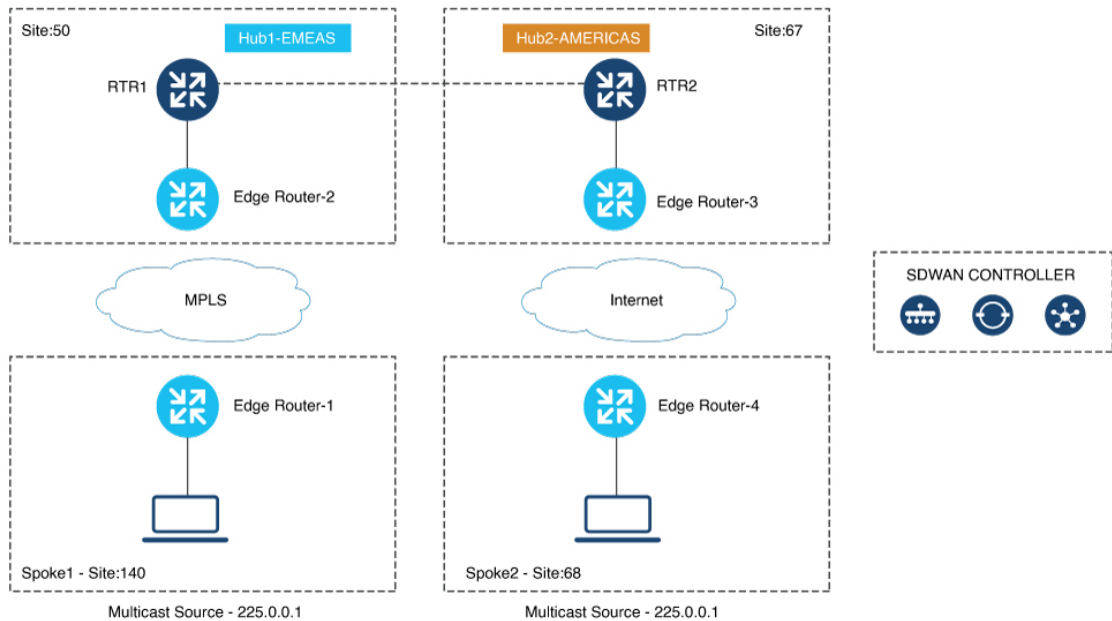 Site:50
Hub1-EMEAS
Hub2-AMERICAS
Site:67
RTR1
RTR2
Edge Router-2
Edge Router-3
MPLS
Internet
SDWAN CONTROLLER
Edge Router-1
Edge Router-4
Spoke1 - Site:140
Spoke2 - Site:68
Multicast Source - 225.0.0.1
Multicast Source - 225.0.0.1